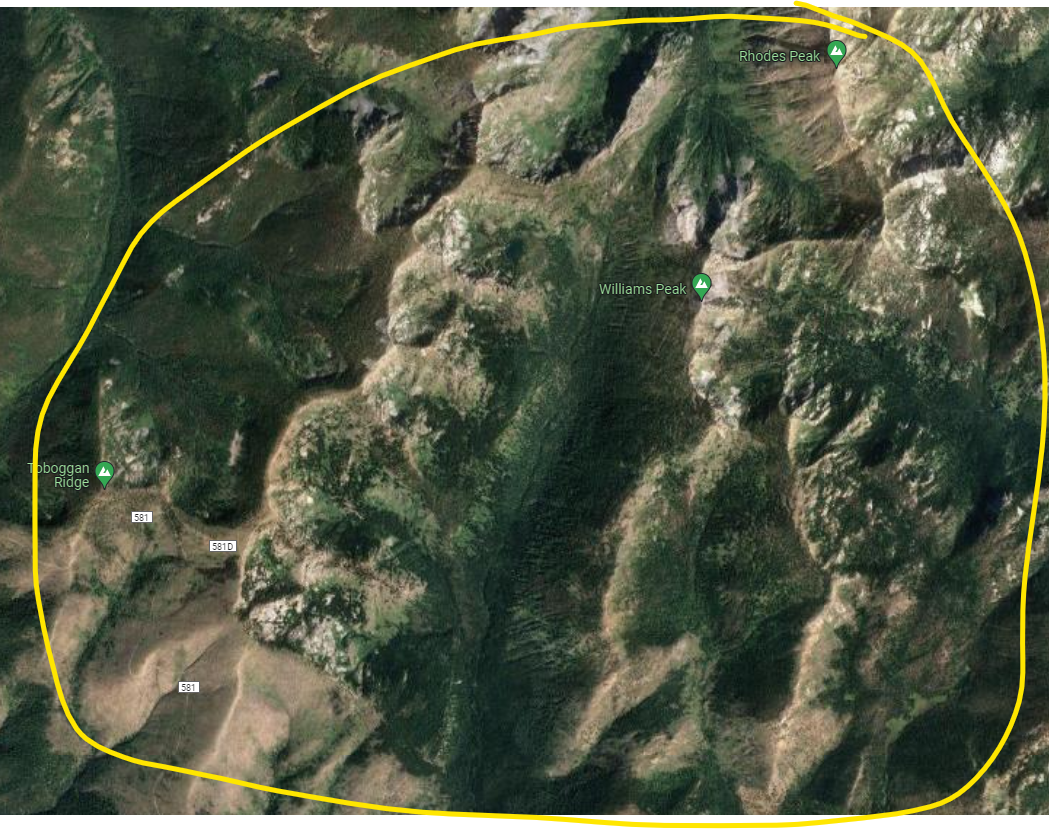 Rhodes Peak
Williams Peak
Toboggan
Ridge
581
581D
581